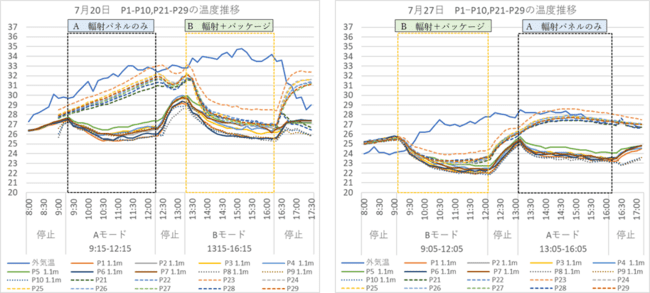 7月20日　P1-P10,P21-P29の温度推移
A　輻射パネルのみ
B　輻射＋パッケージ
37
36
35
34
33
32
31
30
29
28
27
26
25
24
23
22
21
20
8:00 8:30 9:00 9:30 10:00 10:30 11:00 11:30 12:00 12:30 13:00 13:30 14:00 14:30 15:00 15:30 16:00 16:30 17:00 17:30
停止 Aモード 停止 Bモード 停止
9:15-12:15 1315-16:15
外気温 P1 1.1m P2 1.1m P3 1.1m P4 1.1m
P5 1.1m P6 1.1m P7 1.1m P8 1.1m P9 1.1m
P10 1.1m P21 P22 P23 P24
P25 P26 P27 P28 P29
7月27日　P1-P10,P21-P29の温度推移
B　輻射＋パッケージ
A　輻射パネルのみ
37
36
35
34
33
32
31
30
29
28
27
26
25
24
23
22
21
20
8:00 8:30 9:00 9:30 10:00 10:30 11:00 11:30 12:00 12:30 13:00 13:30 14:00 14:30 15:00 15:30 16:00 16:30 17:00
停止 Bモード 停止 Aモード 停止
9:05-12:05 13:05-16:05
外気温 P1 1.1m P2 1.1m P3 1.1m P4 1.1m
P5 1.1m P6 1.1m P7 1.1m P8 1.1m P9 1.1m
P10 1.1m P21 P22 P23 P24
P25 P26 P27 P28 P29